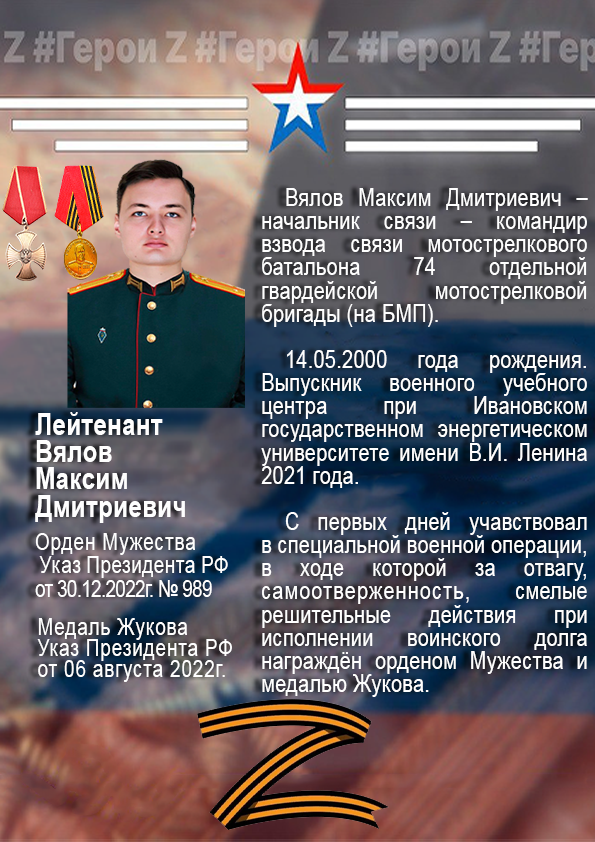 Z #Герои Z #Герои Z #Герои Z #Гер
Вялов Максим Дмитриевич –
начальник связи – командир
взвода связи мотострелкового
батальона 74 отдельной
гвардейской мотострелковой
бригады (на БМП).
14.05.2000 года рождения.
Выпускник военного учебного
центра при Ивановском
государственном энергетическом
университете имени В.И. Ленина
2021 года.
С первых дней учавствовал
в специальной военной операции,
в ходе которой за отвагу,
самоотверженность, смелые
решительные действия при
исполнении воинского долга
награждён орденом Мужества и
медалью Жукова.
Лейтенант
Вялов
Максим
Дмитриевич
Орден Мужества
Указ Президента РФ
от 30.12.2022г. № 989
Медаль Жукова
Указ Президента РФ
от 06 августа 2022г.
Z